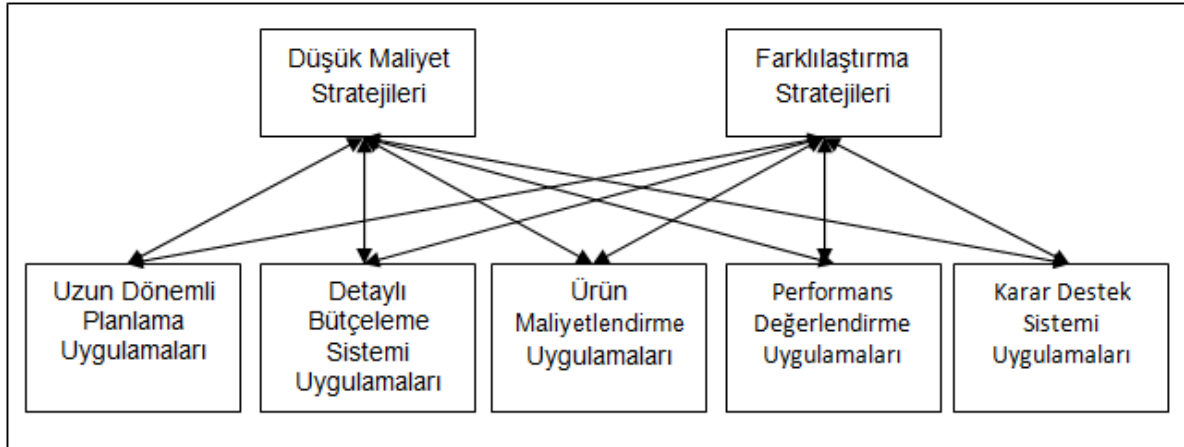 Düşük Maliyet
Stratejileri
Farklılaştırma
Stratejileri
Uzun Dönemli
Planlama
Uygulamaları
Detaylı
Bütçeleme
Sistemi
Uygulamaları
Ürün
Maliyetlendirme
Uygulamaları
Performans
Değerlendirme
Uygulamaları
Karar Destek
Sistemi
Uygulamaları